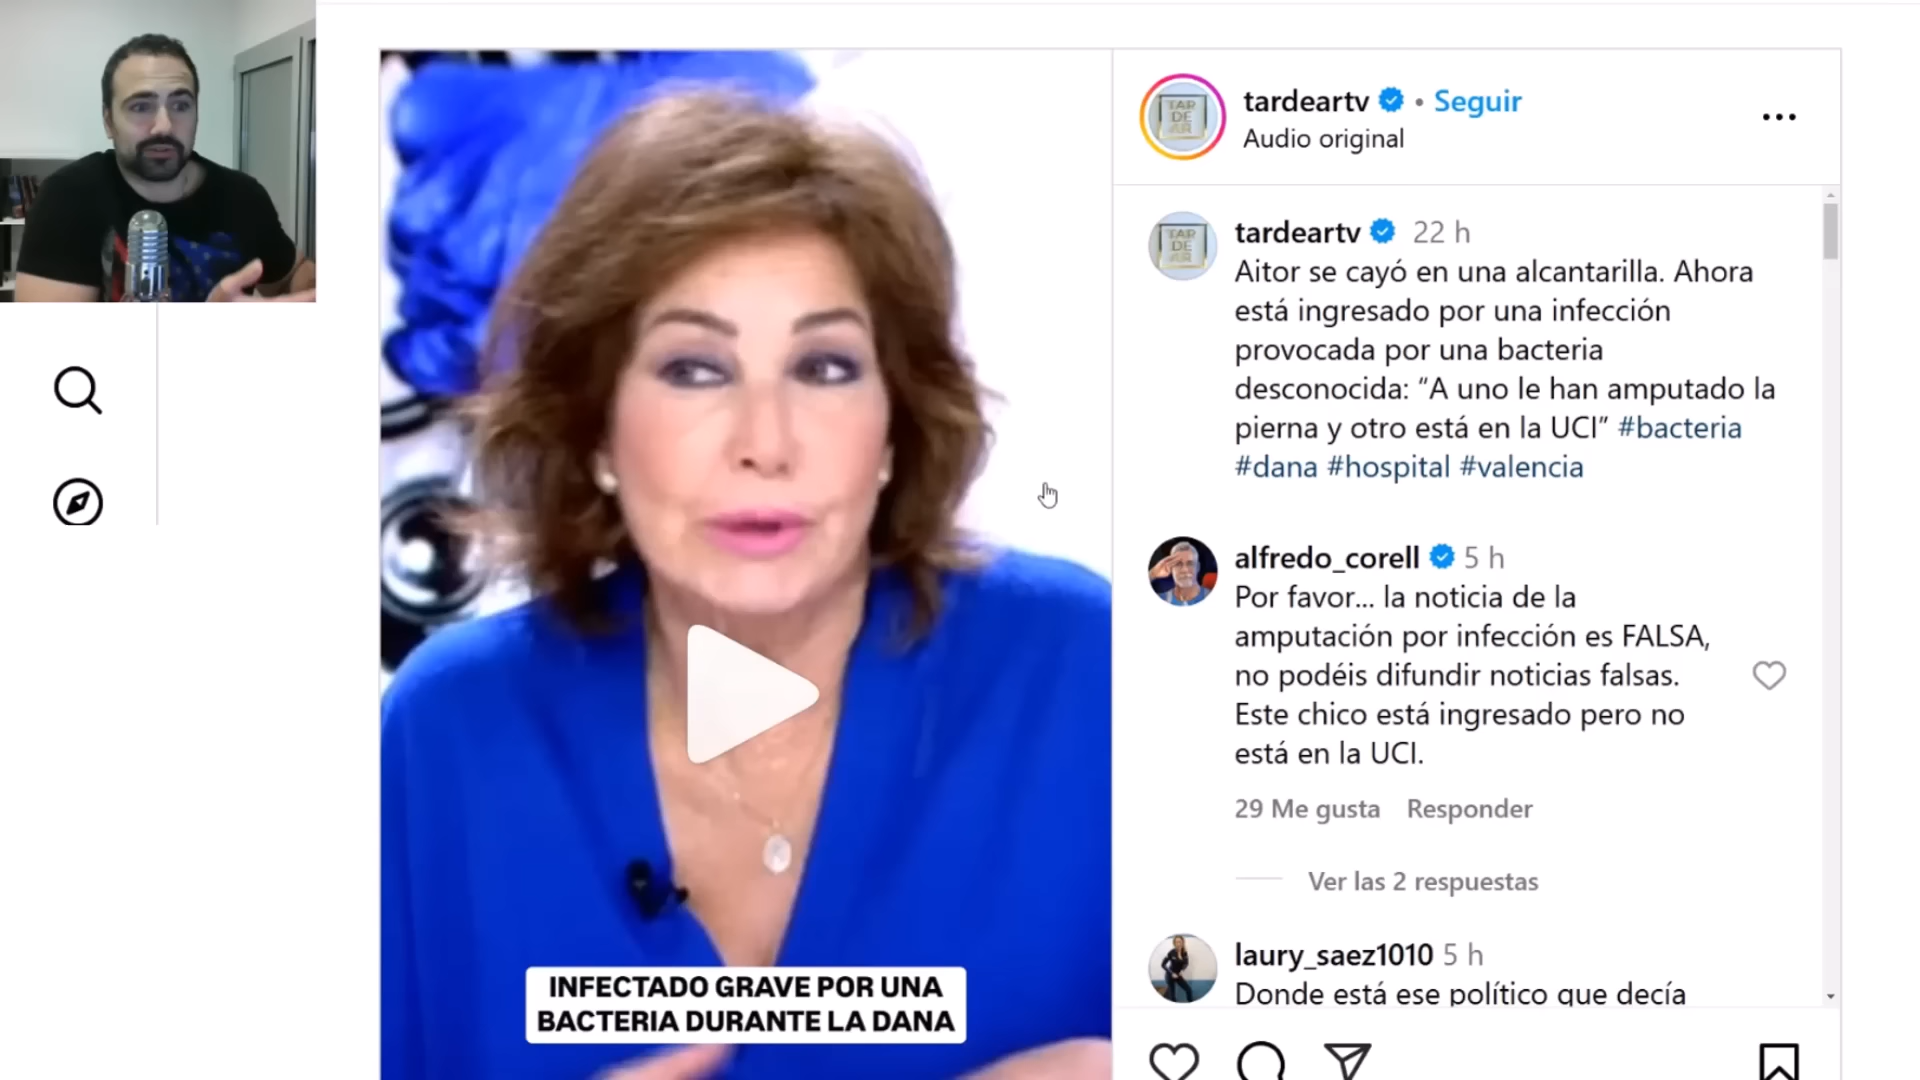 tardeartv • Seguir
Audio original
tardeartv 22 h
Aitor se cayó en una alcantarilla. Ahora
está ingresado por una infección
provocada por una bacteria
desconocida: “A uno le han amputado la
pierna y otro está en la UCI” #bacteria
#dana #hospital #valencia
alfredo_corell 5 h
Por favor... la noticia de la
amputación por infección es FALSA,
no podéis difundir noticias falsas.
Este chico está ingresado pero no
está en la UCI.
29 Me gusta Responder
Ver las 2 respuestas
laury_saez1010 5 h
Donde está ese político que decía
INFECTADO GRAVE POR UNA
BACTERIA DURANTE LA DANA